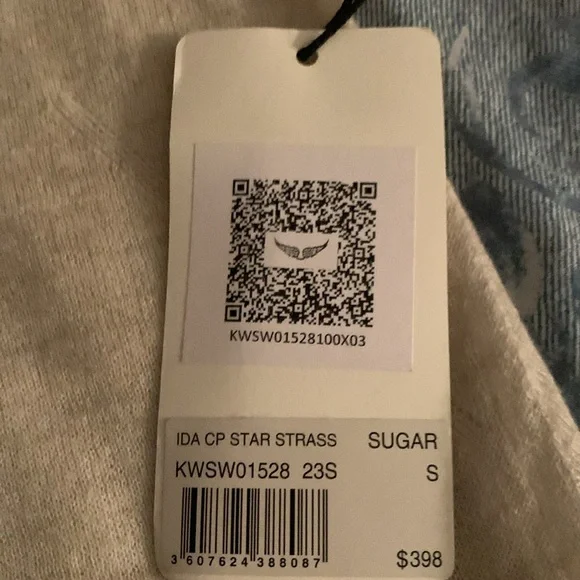 KWSW01528100X03
IDA CP STAR STRASS SUGAR
KWSW01528 23S S
3 607624 388087
$398